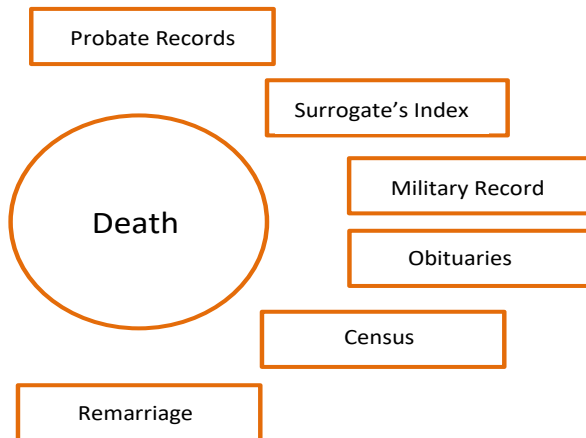 Probate Records
Surrogate’s Index
Military Record
Death
Obituaries
Census
Remarriage